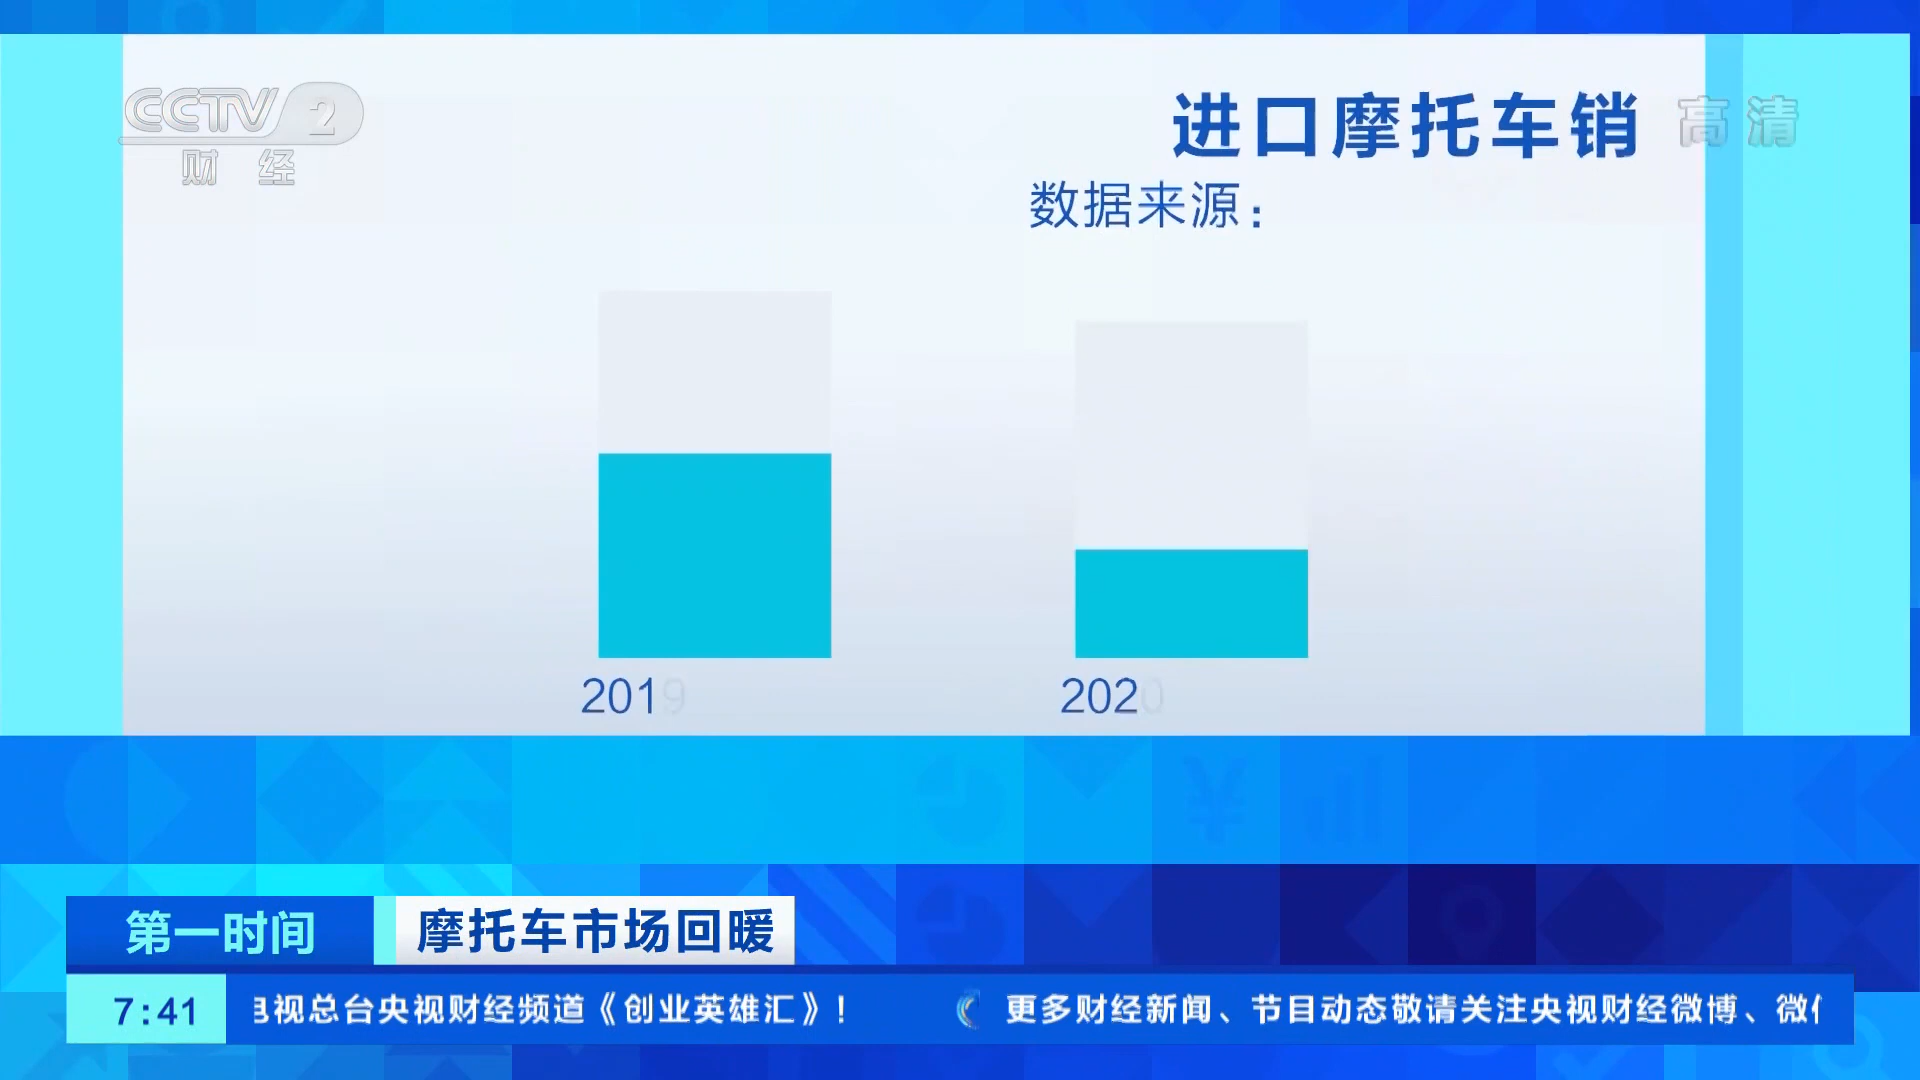 CCTV 2
财经
进口摩托车销
高清
数据来源：
2019
2020
第一时间
摩托车市场回暖
7:41
视总台央视财经频道《创业英雄汇》！
更多财经新闻、节目动态敬请关注央视财经微博、微